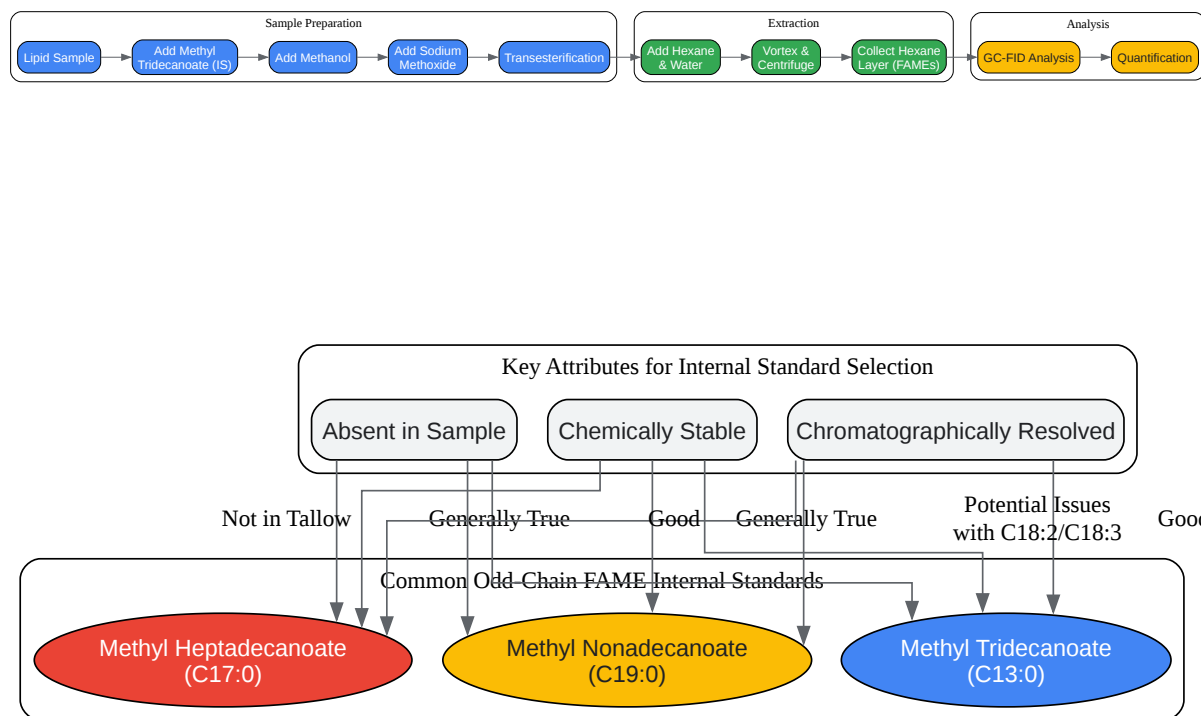 Sample Preparation
Extraction
Analysis
Lipid Sample
Add Methyl
Tridecanoate (IS)
Add Methanol
Add Sodium
Methoxide
Transesterification
Add Hexane
& Water
Vortex &
Centrifuge
Collect Hexane
Layer (FAMEs)
GC-FID Analysis
Quantification
Key Attributes for Internal Standard Selection
Absent in Sample
Chemically Stable
Chromatographically Resolved
Not in Tallow
Generally True
Good
Generally True
Potential Issues
with C18:2/C18:3
Good
Common Odd-Chain FAME Internal Standards
Methyl Heptadecanoate
(C17:0)
Methyl Nonadecanoate
(C19:0)
Methyl Tridecanoate
(C13:0)